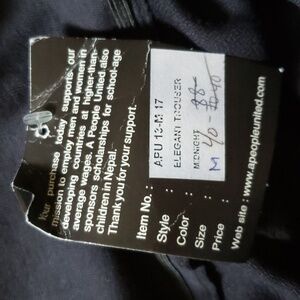 Your purchase today supports our
mission to employ men and women in
developing countries at higher-than-
average wages. A People United also
sponsors scholarships for school-age
children in Nepal.
Thank you for your support.
Item No.: APU 13-M 17
Style : ELEGANT TROUSER
Color : MIDNIGHT
Size : M
Price :
Web site : www.apeopleunited.com